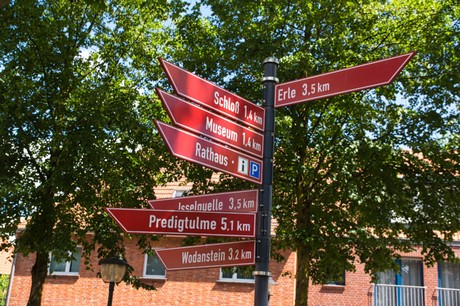 Erle 3,5 km
Schloß 1,4 km
Museum 1,4 km
Rathaus i P
Isselquelle 3,5 km
Predigtulme 5,1 km
Wodanstein 3,2 km